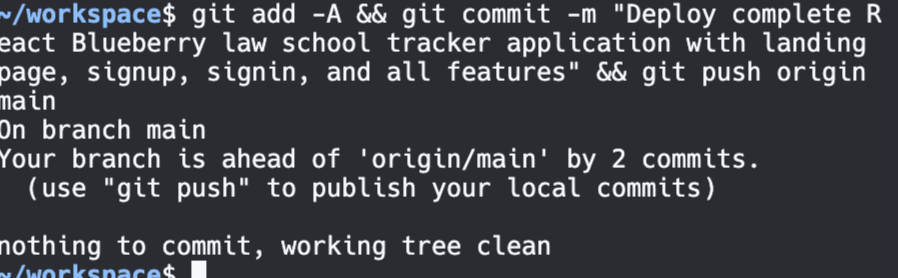 ~/workspace$ git add -A && git commit -m "Deploy complete R
eact Blueberry law school tracker application with landing
page, signup, signin, and all features" && git push origin
main
On branch main
Your branch is ahead of 'origin/main' by 2 commits.
  (use "git push" to publish your local commits)

nothing to commit, working tree clean
~/workspace$